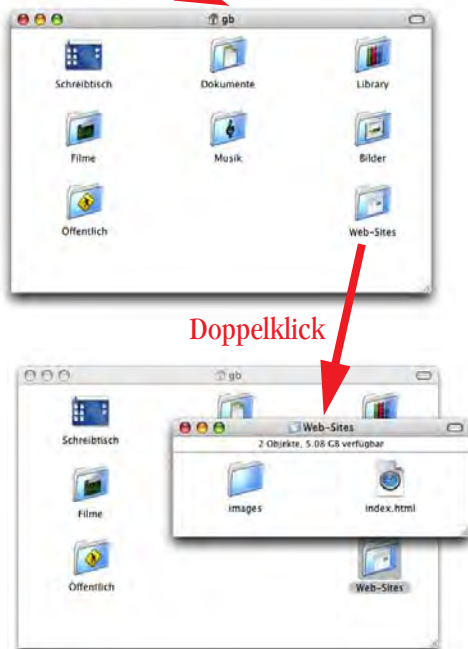 gb
Schreibtisch Dokumente Library
Filme Musik Bilder
Öffentlich Web-Sites
Doppelklick
gb
Schreibtisch
Web-Sites
2 Objekte, 5.08 GB verfügbar
images index.html
Filme
Öffentlich Web-Sites